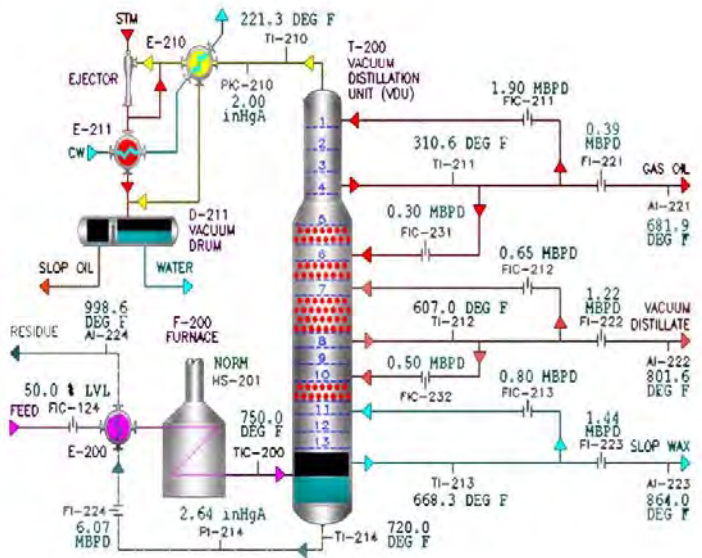 STM
E-210
221.3 DEG F
TI-210
T-200
VACUUM
DISTILLATION
UNIT (VDU)
EJECTOR
PIC-210
2.00
inHgA
E-211
CW
1.90 MBPD
FIC-211
310.6 DEG F
TI-211
0.39
MBPD
FI-221
GAS OIL
AI-221
681.9
DEG F
1
2
3
4
5
6
7
8
9
10
11
12
13
0.30 MBPD
FIC-231
D-211
VACUUM
DRUM
SLOP OIL
WATER
0.65 MBPD
FIC-212
607.0 DEG F
TI-212
1.22
MBPD
FI-222
VACUUM
DISTILLATE
AI-222
801.6
DEG F
998.6
DEG F
AI-224
RESIDUE
F-200
FURNACE
NORM
HS-201
0.50 MBPD
FIC-232
0.80 MBPD
FIC-213
50.0 % LVL
FIC-124
FEED
E-200
750.0
DEG F
TIC-200
1.44
MBPD
FI-223
SLOP WAX
TI-213
668.3 DEG F
AI-223
864.0
DEG F
FI-224
6.07
MBPD
2.64 inHgA
PI-214
720.0
DEG F
TI-214